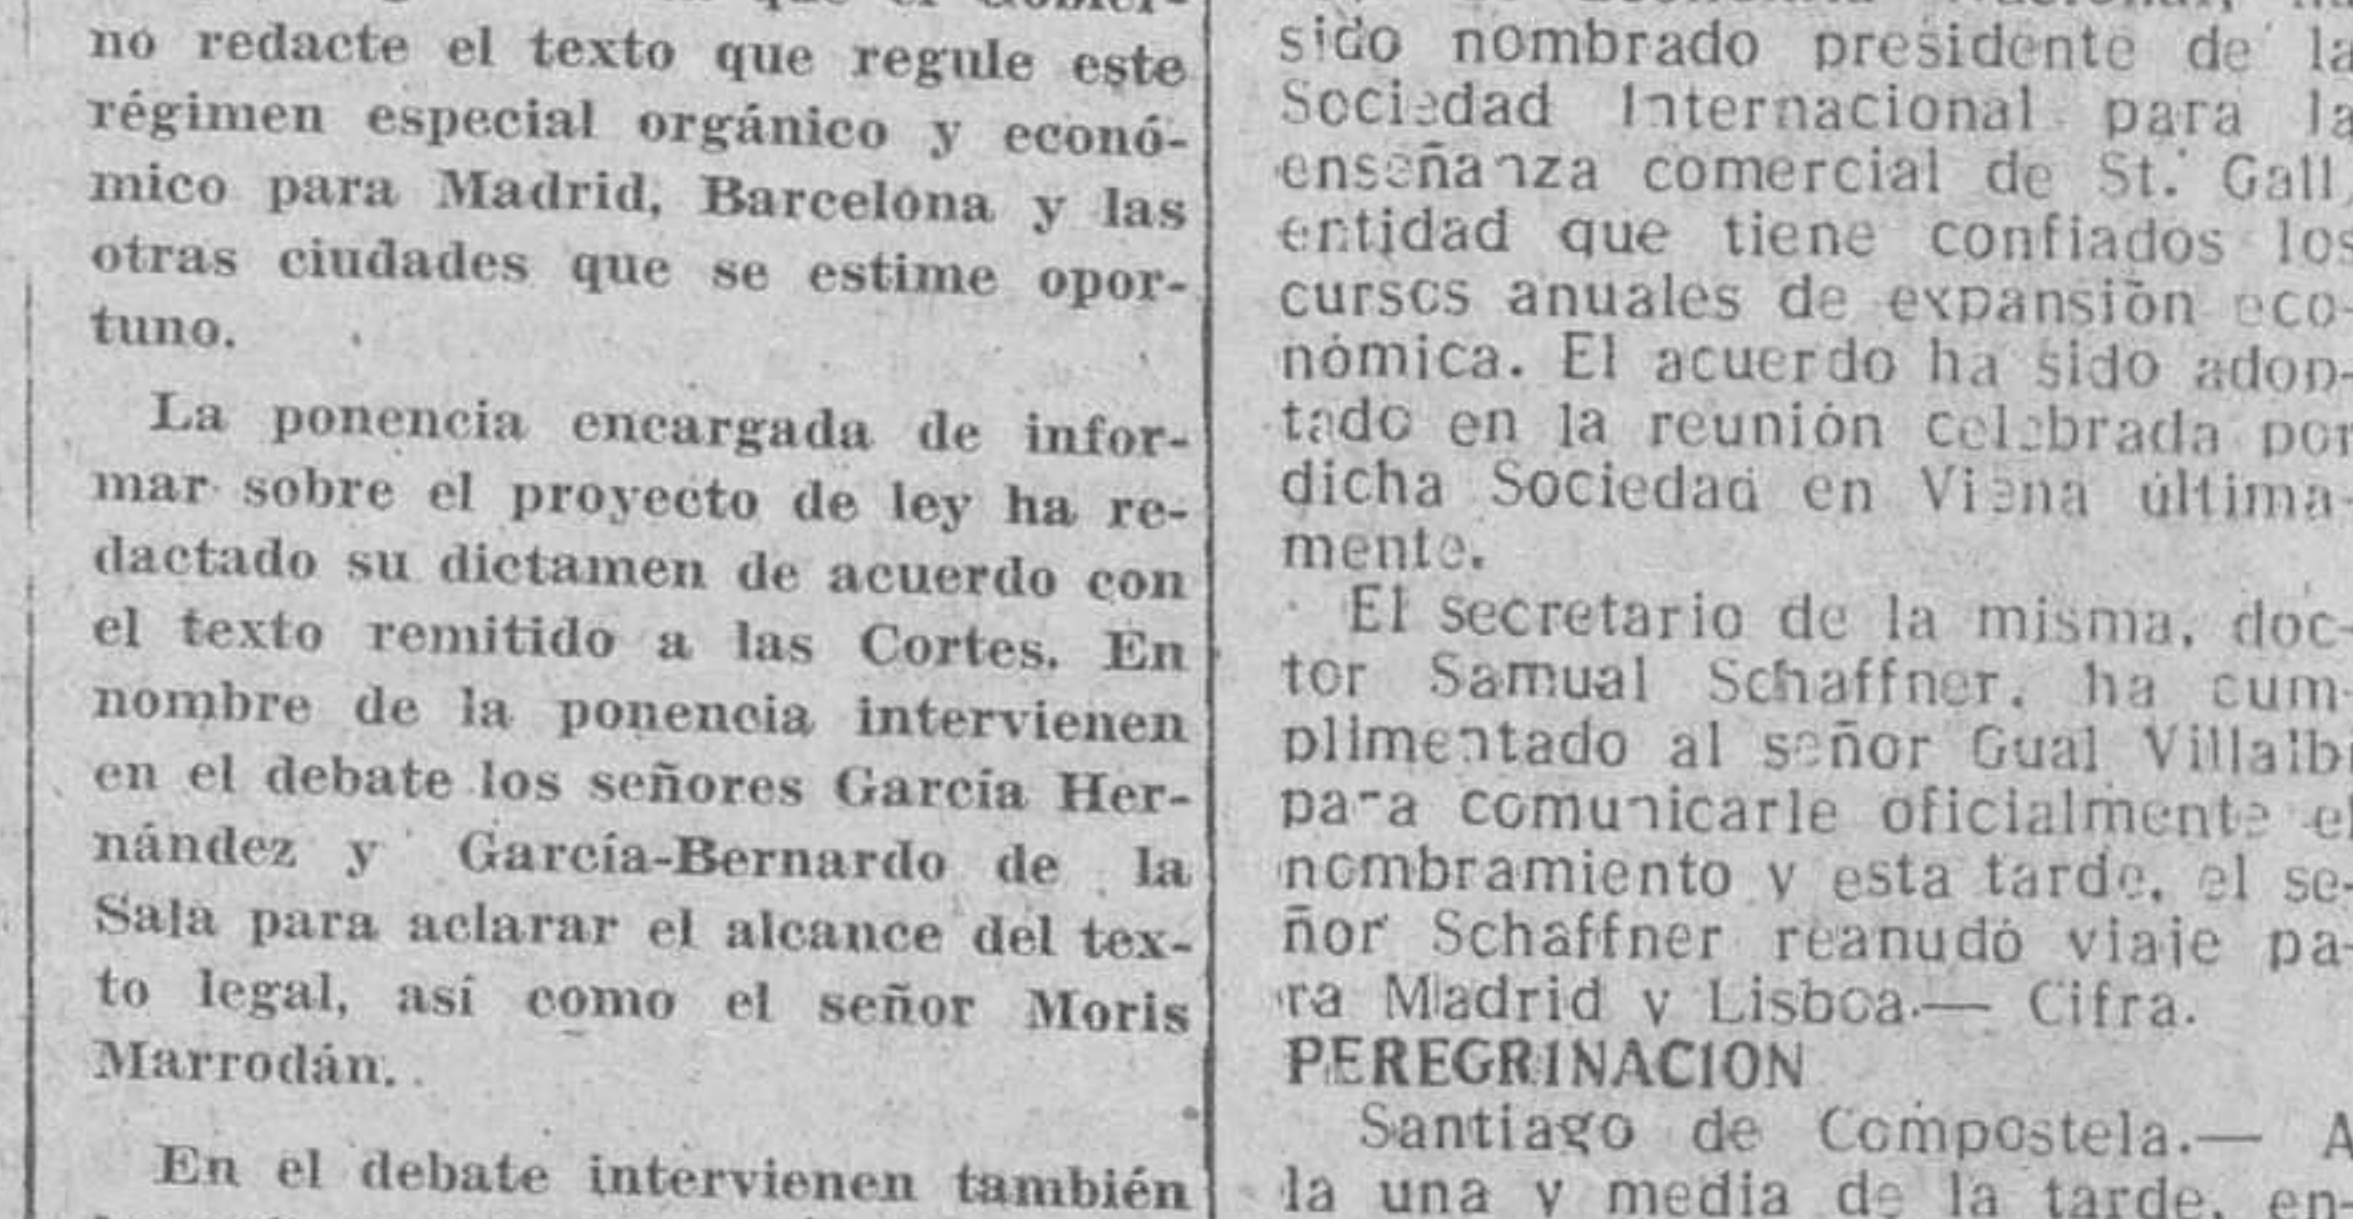 no redacte el texto que regule este
régimen especial orgánico y econó-
mico para Madrid, Barcelona y las
otras ciudades que se estime opor-
tuno.
La ponencia encargada de infor-
mar sobre el proyecto de ley ha re-
dactado su dictamen de acuerdo con
el texto remitido a las Cortes. En
nombre de la ponencia intervienen
en el debate los señores García Her-
nández y García-Bernardo de la
Sala para aclarar el alcance del tex-
to legal, así como el señor Moris
Marrodán.
En el debate intervienen también
sido nombrado presidente de la
Sociedad Internacional para la
enseñanza comercial de St. Gall,
entidad que tiene confiados los
cursos anuales de expansión eco-
nómica. El acuerdo ha sido adop-
tado en la reunión celebrada por
dicha Sociedad en Viena última-
mente.
El secretario de la misma, doc-
tor Samual Schaffner, ha cum-
plimentado al señor Gual Villalbi
para comunicarle oficialmente el
nombramiento y esta tarde, el se-
ñor Schaffner reanudó viaje pa-
ra Madrid y Lisboa.— Cifra.
PEREGRINACION
Santiago de Compostela.— A
la una y media de la tarde, en-